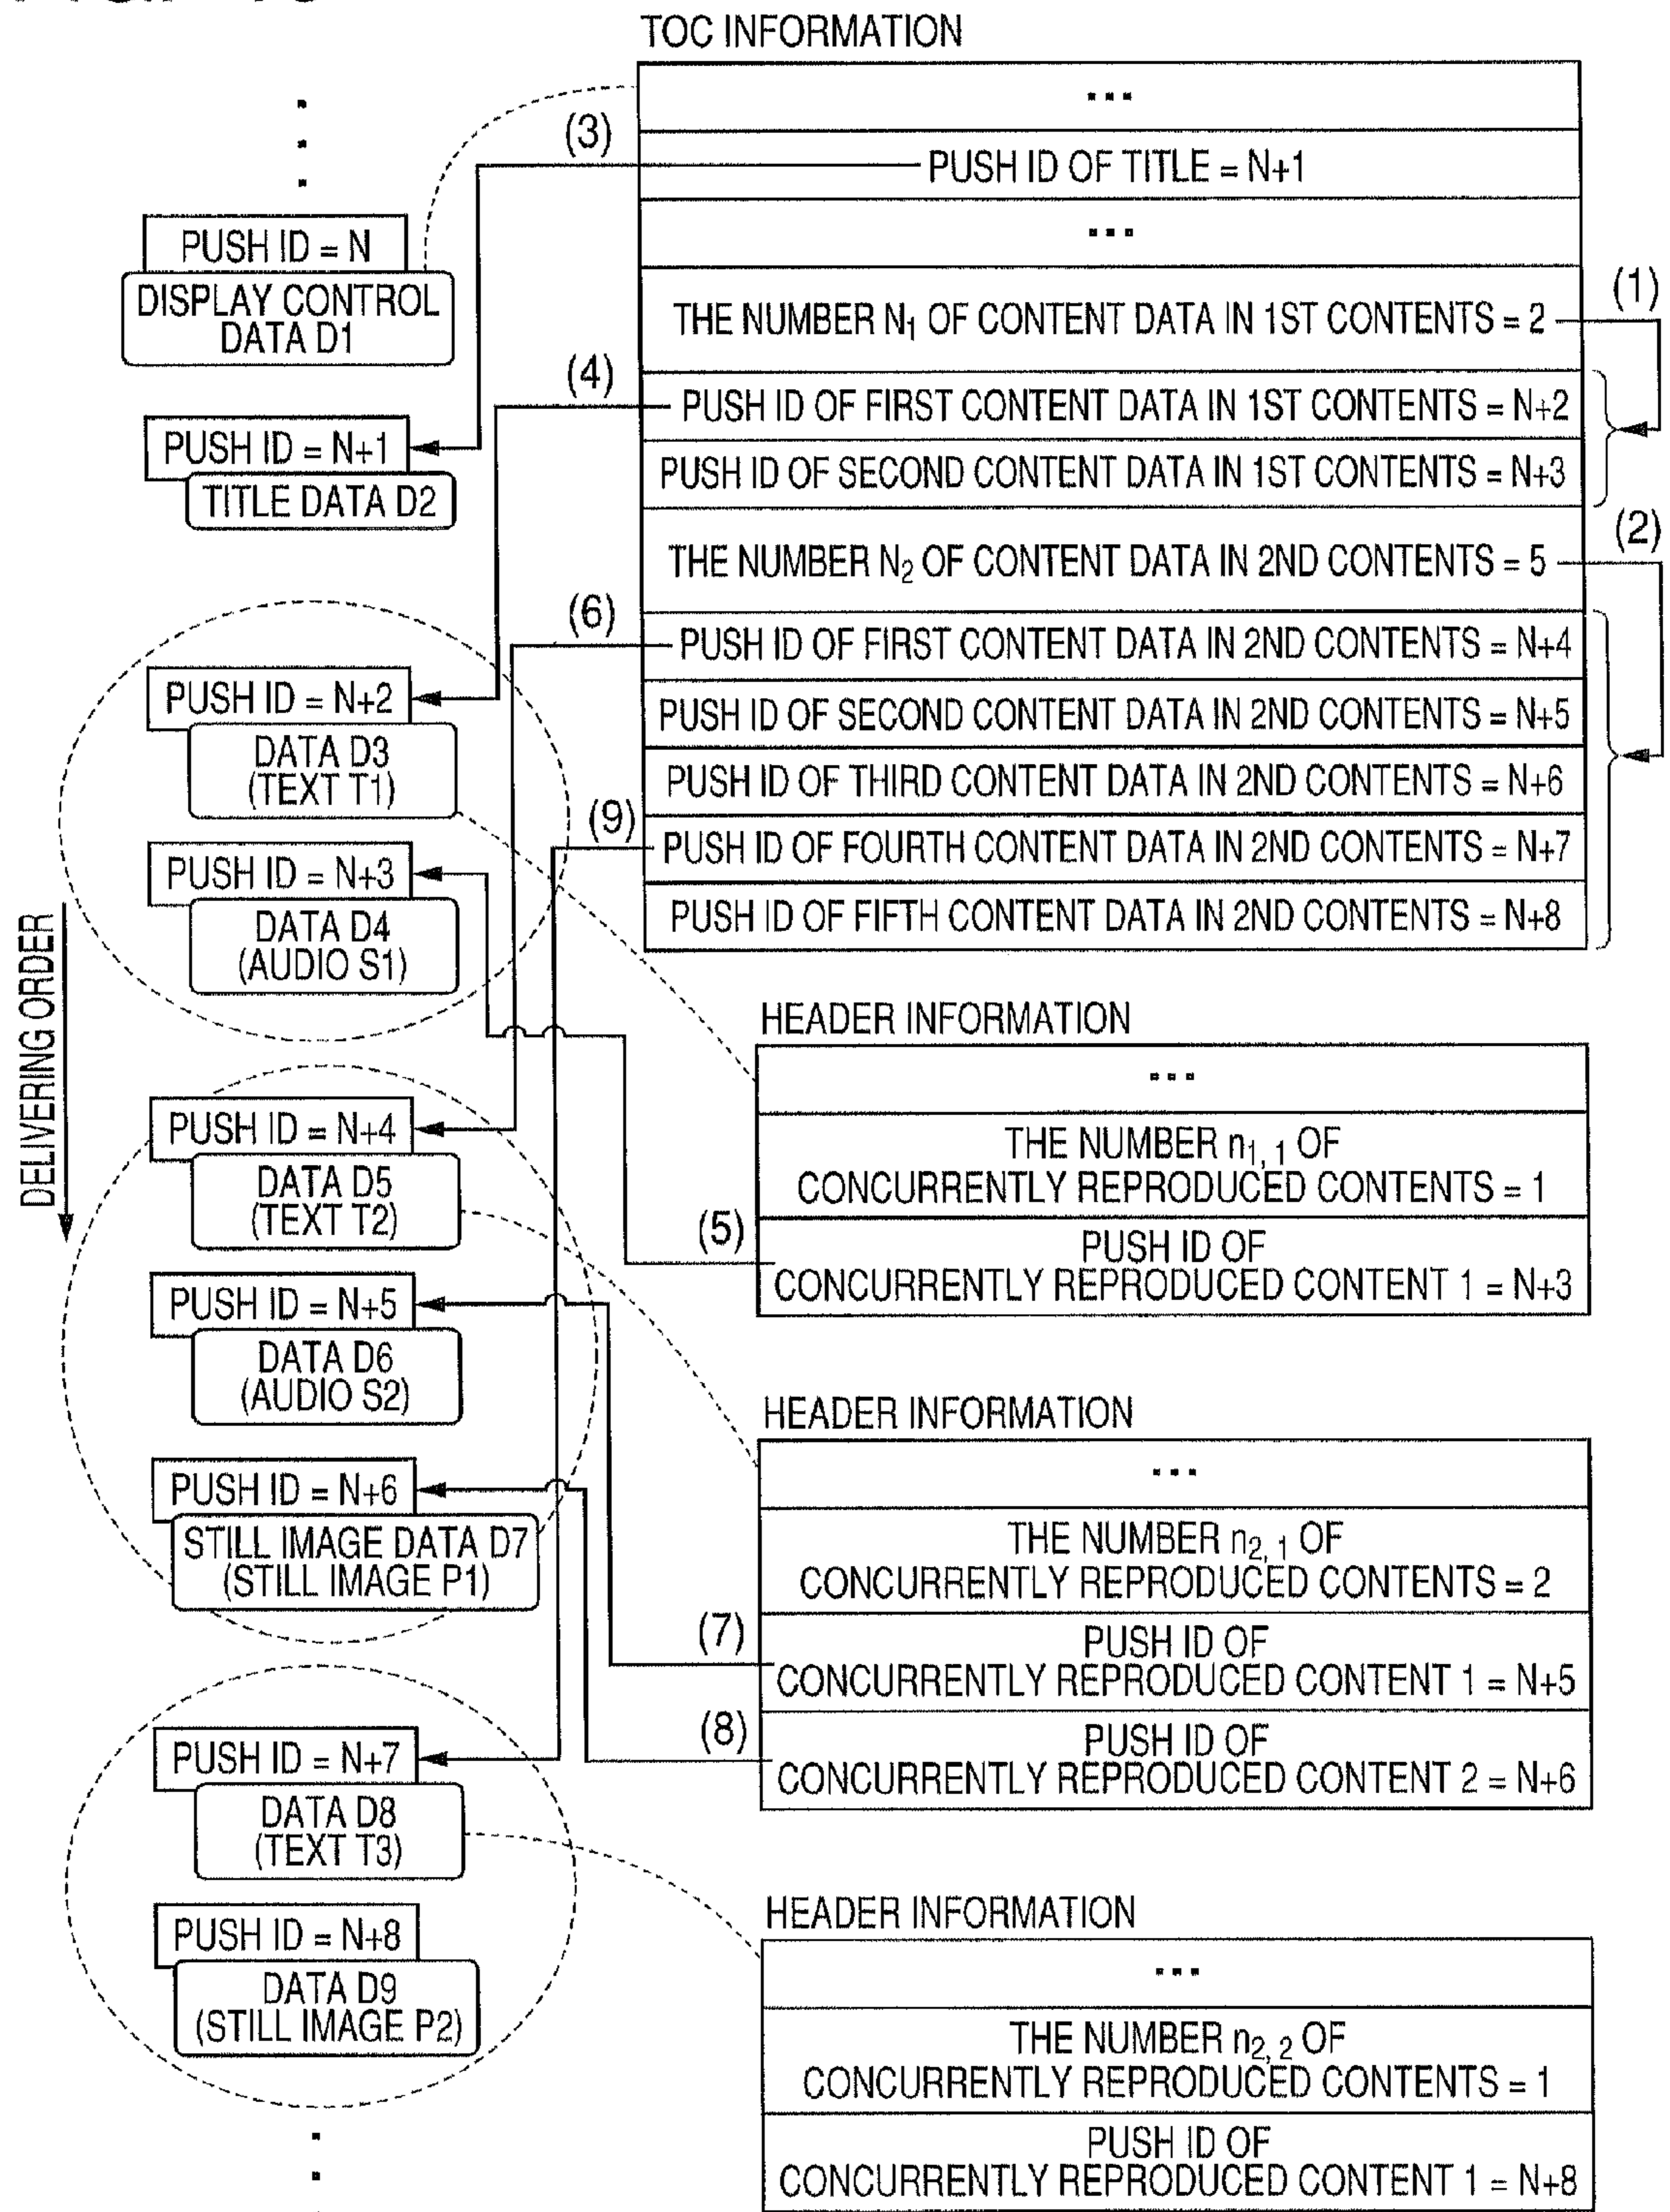 TOC INFORMATION
...
(3)
PUSH ID OF TITLE = N+1
...
PUSH ID = N
DISPLAY CONTROL
DATA D1
THE NUMBER N1 OF CONTENT DATA IN 1ST CONTENTS = 2
(1)
(4)
PUSH ID OF FIRST CONTENT DATA IN 1ST CONTENTS = N+2
PUSH ID = N+1
TITLE DATA D2
PUSH ID OF SECOND CONTENT DATA IN 1ST CONTENTS = N+3
THE NUMBER N2 OF CONTENT DATA IN 2ND CONTENTS = 5
(2)
(6)
PUSH ID OF FIRST CONTENT DATA IN 2ND CONTENTS = N+4
PUSH ID OF SECOND CONTENT DATA IN 2ND CONTENTS = N+5
PUSH ID OF THIRD CONTENT DATA IN 2ND CONTENTS = N+6
(9)
PUSH ID OF FOURTH CONTENT DATA IN 2ND CONTENTS = N+7
PUSH ID OF FIFTH CONTENT DATA IN 2ND CONTENTS = N+8
PUSH ID = N+2
DATA D3
(TEXT T1)
PUSH ID = N+3
DATA D4
(AUDIO S1)
DELIVERING ORDER
HEADER INFORMATION
...
THE NUMBER n1, 1 OF
CONCURRENTLY REPRODUCED CONTENTS = 1
(5)
PUSH ID OF
CONCURRENTLY REPRODUCED CONTENT 1 = N+3
PUSH ID = N+4
DATA D5
(TEXT T2)
PUSH ID = N+5
DATA D6
(AUDIO S2)
PUSH ID = N+6
STILL IMAGE DATA D7
(STILL IMAGE P1)
HEADER INFORMATION
...
THE NUMBER n2, 1 OF
CONCURRENTLY REPRODUCED CONTENTS = 2
(7)
PUSH ID OF
CONCURRENTLY REPRODUCED CONTENT 1 = N+5
(8)
PUSH ID OF
CONCURRENTLY REPRODUCED CONTENT 2 = N+6
PUSH ID = N+7
DATA D8
(TEXT T3)
PUSH ID = N+8
DATA D9
(STILL IMAGE P2)
HEADER INFORMATION
...
THE NUMBER n2, 2 OF
CONCURRENTLY REPRODUCED CONTENTS = 1
PUSH ID OF
CONCURRENTLY REPRODUCED CONTENT 1 = N+8